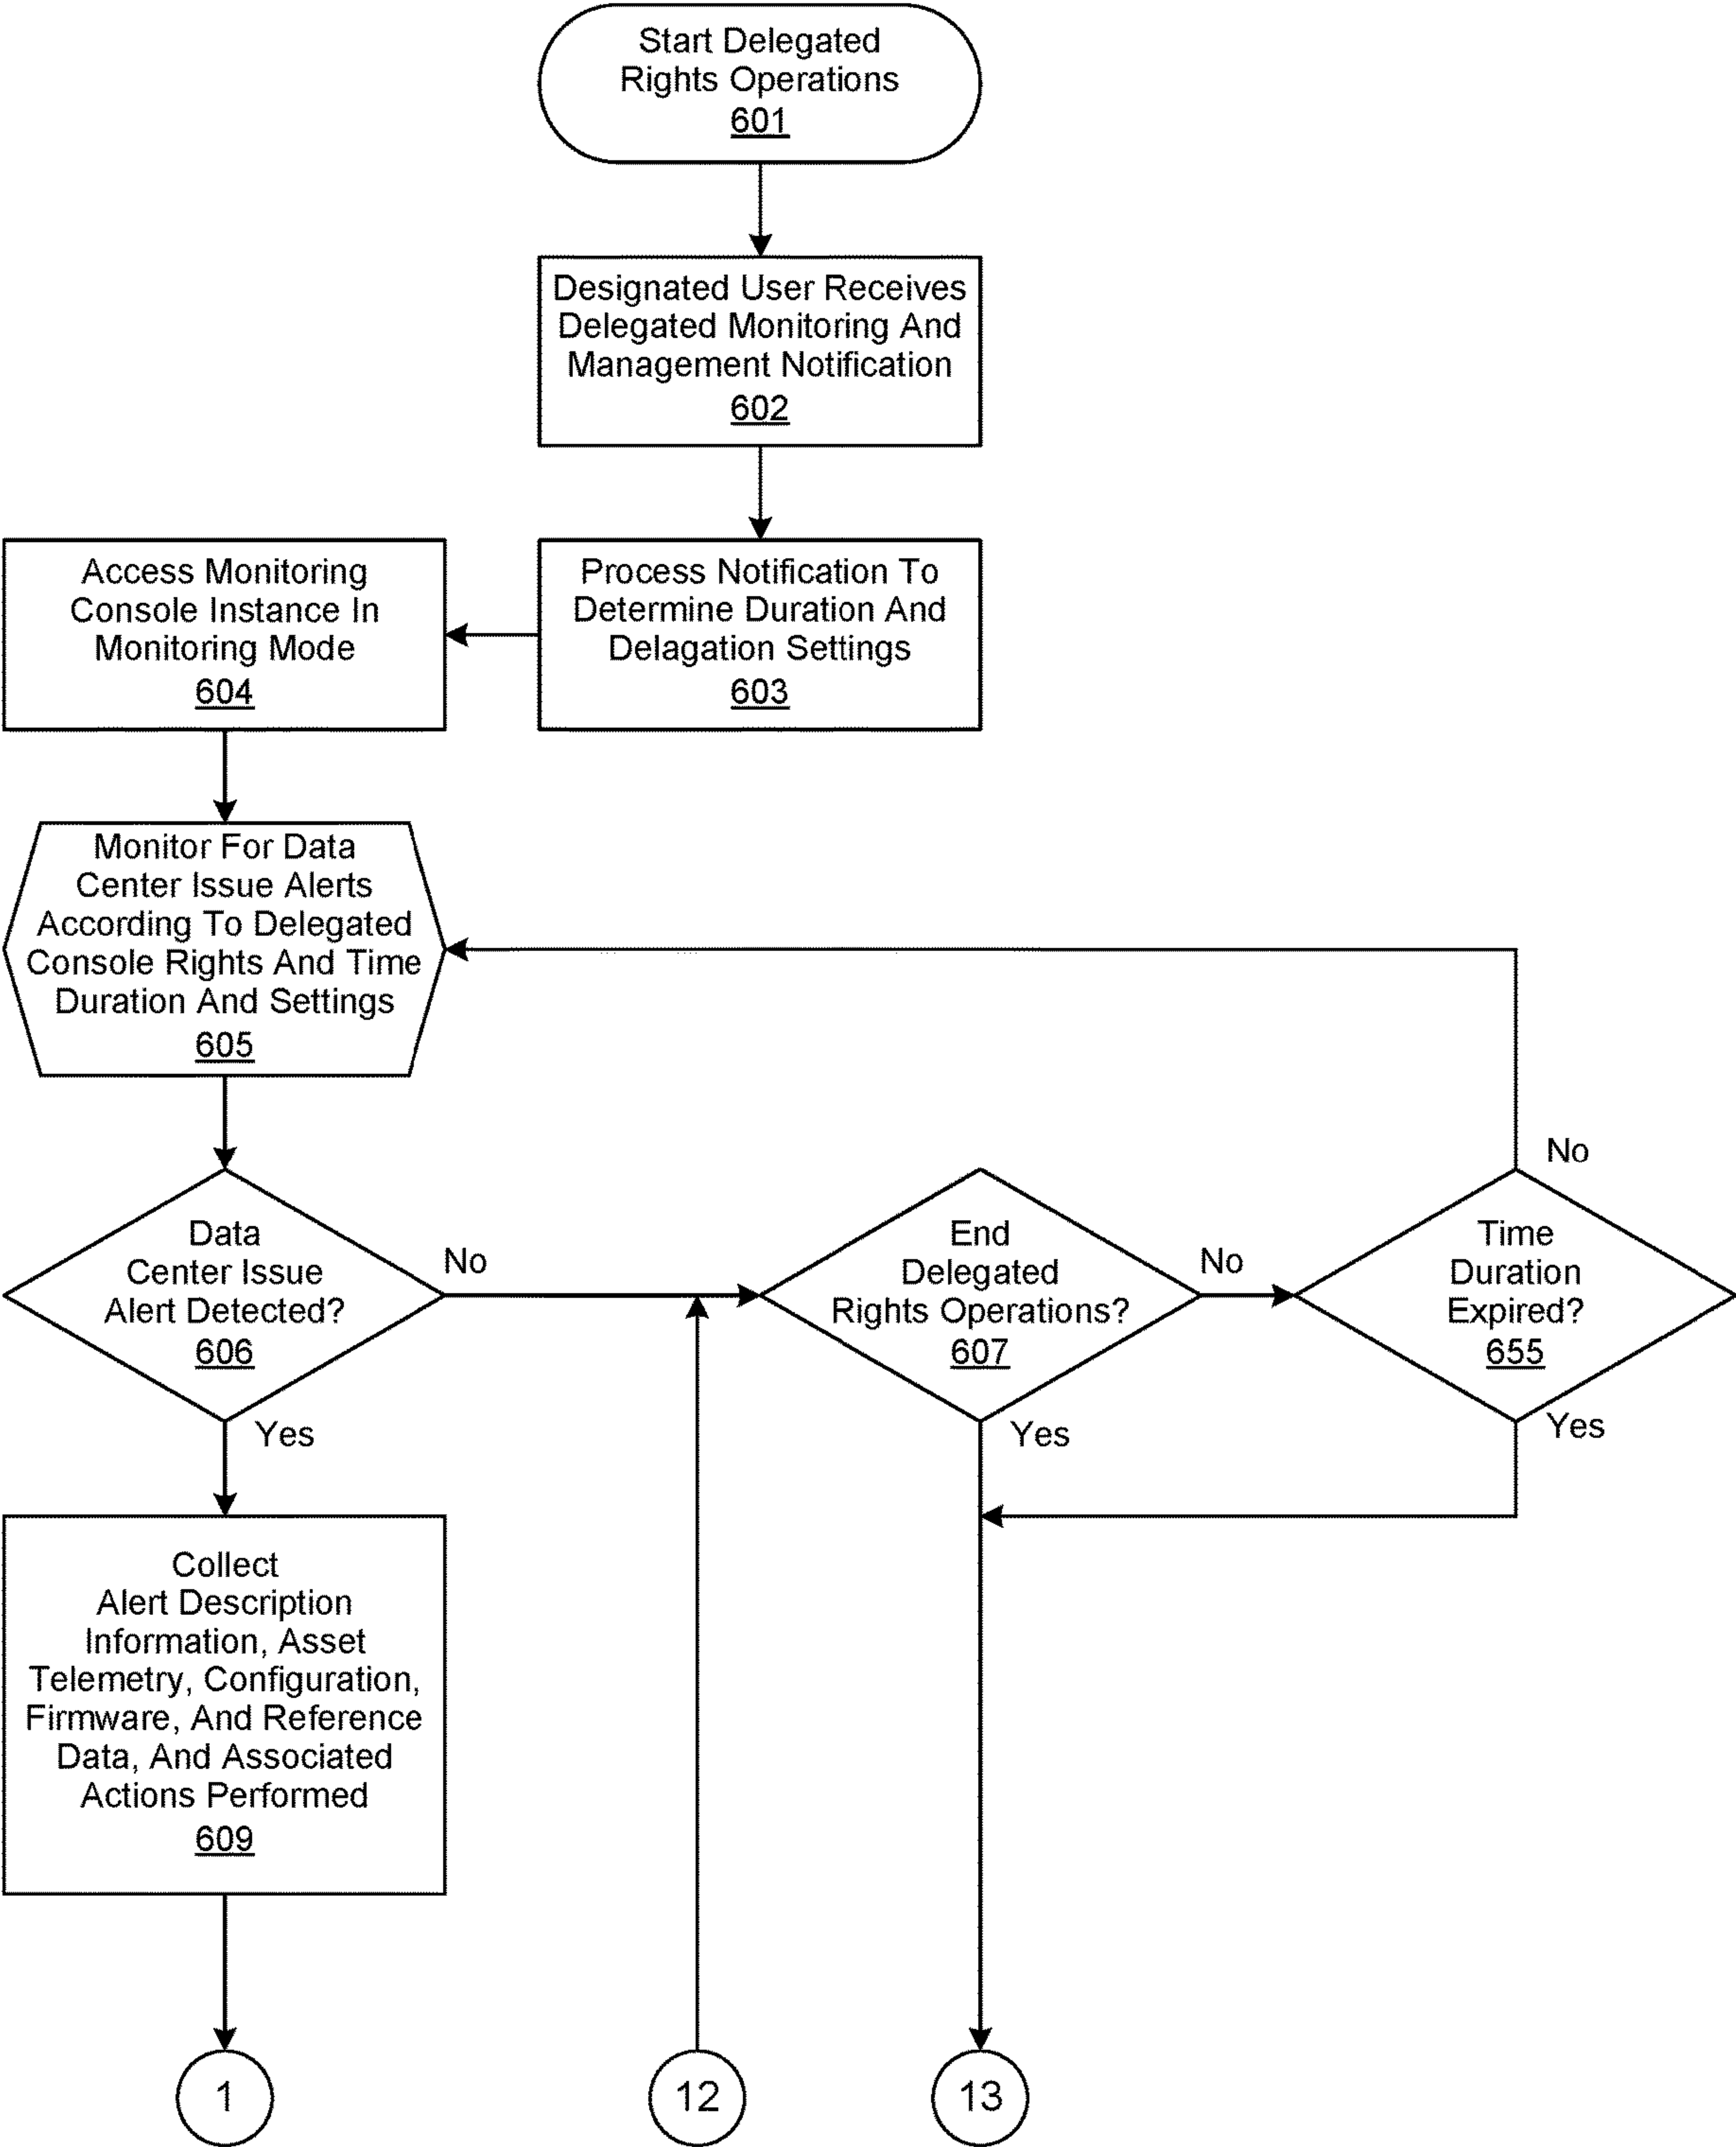 Start Delegated
Rights Operations
601
Designated User Receives
Delegated Monitoring And
Management Notification
602
Process Notification To
Determine Duration And
Delagation Settings
603
Access Monitoring
Console Instance In
Monitoring Mode
604
Monitor For Data
Center Issue Alerts
According To Delegated
Console Rights And Time
Duration And Settings
605
Data
Center Issue
Alert Detected?
606
No
Yes
End
Delegated
Rights Operations?
607
No
Yes
Time
Duration
Expired?
655
No
Yes
Collect
Alert Description
Information, Asset
Telemetry, Configuration,
Firmware, And Reference
Data, And Associated
Actions Performed
609
1
12
13